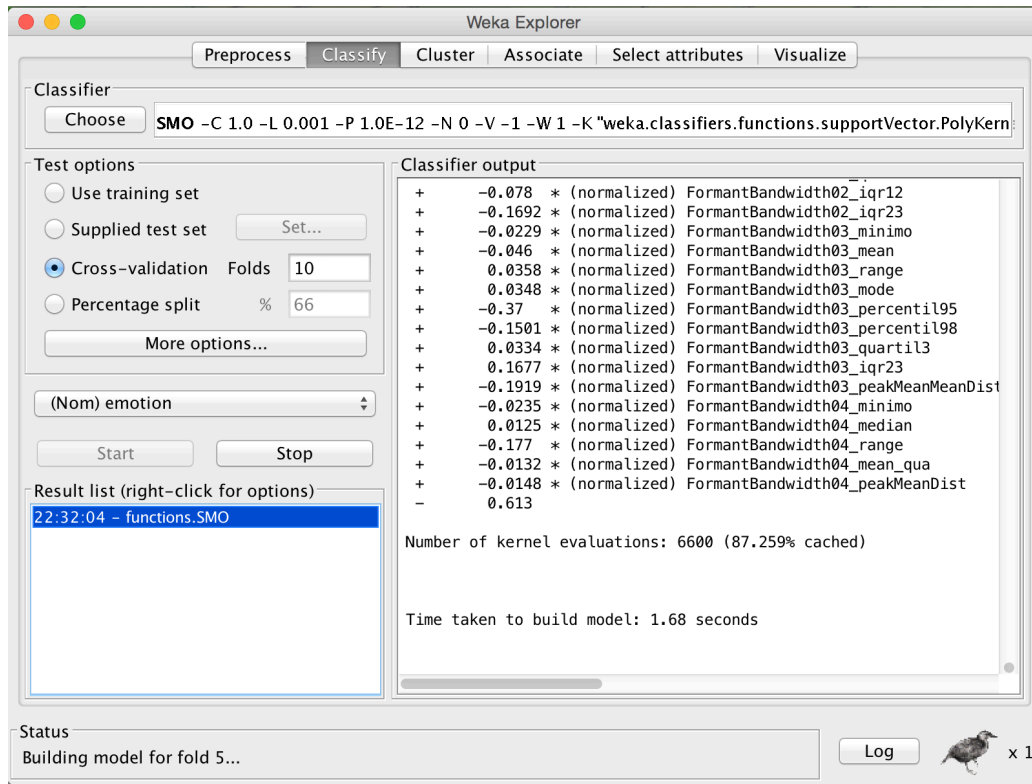 Weka Explorer
Preprocess Classify Cluster Associate Select attributes Visualize
Classifier
Choose SMO -C 1.0 -L 0.001 -P 1.0E-12 -N 0 -V -1 -W 1 -K "weka.classifiers.functions.supportVector.PolyKern
Test options
Use training set
Supplied test set Set...
Cross-validation Folds 10
Percentage split % 66
More options...
(Nom) emotion
Start Stop
Result list (right-click for options)
22:32:04 - functions.SMO
Classifier output
+ -0.078 * (normalized) FormantBandwidth02_iqr12
+ -0.1692 * (normalized) FormantBandwidth02_iqr23
+ -0.0229 * (normalized) FormantBandwidth03_minimo
+ -0.046 * (normalized) FormantBandwidth03_mean
+ 0.0358 * (normalized) FormantBandwidth03_range
+ 0.0348 * (normalized) FormantBandwidth03_mode
+ -0.37 * (normalized) FormantBandwidth03_percentil95
+ -0.1501 * (normalized) FormantBandwidth03_percentil98
+ 0.0334 * (normalized) FormantBandwidth03_quartil3
+ 0.1677 * (normalized) FormantBandwidth03_iqr23
+ -0.1919 * (normalized) FormantBandwidth03_peakMeanMeanDist
+ -0.0235 * (normalized) FormantBandwidth04_minimo
+ 0.0125 * (normalized) FormantBandwidth04_median
+ -0.177 * (normalized) FormantBandwidth04_range
+ -0.0132 * (normalized) FormantBandwidth04_mean_qua
+ -0.0148 * (normalized) FormantBandwidth04_peakMeanDist
- 0.613
Number of kernel evaluations: 6600 (87.259% cached)
Time taken to build model: 1.68 seconds
Status
Building model for fold 5...
Log
x 1